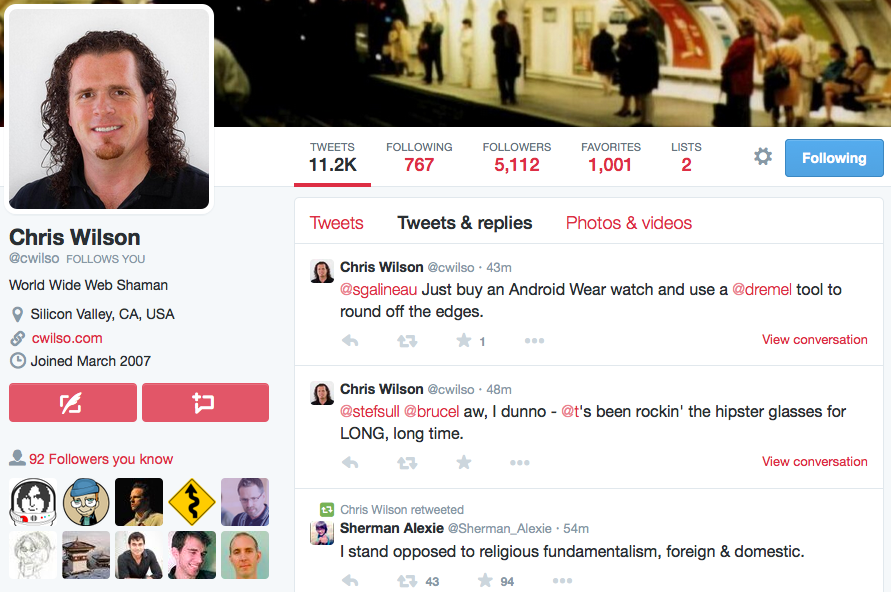 TWEETS FOLLOWING FOLLOWERS FAVORITES LISTS
11.2K 767 5,112 1,001 2
Following
Chris Wilson
@cwilso FOLLOWS YOU
World Wide Web Shaman
Silicon Valley, CA, USA
cwilso.com
Joined March 2007
92 Followers you know
Tweets Tweets & replies Photos & videos
Chris Wilson @cwilso · 43m
@sgalineau Just buy an Android Wear watch and use a @dremel tool to
round off the edges.
1
View conversation
Chris Wilson @cwilso · 48m
@stefsull @brucel aw, I dunno - @t's been rockin' the hipster glasses for
LONG, long time.
View conversation
Chris Wilson retweeted
Sherman Alexie @Sherman_Alexie · 54m
I stand opposed to religious fundamentalism, foreign & domestic.
43 94